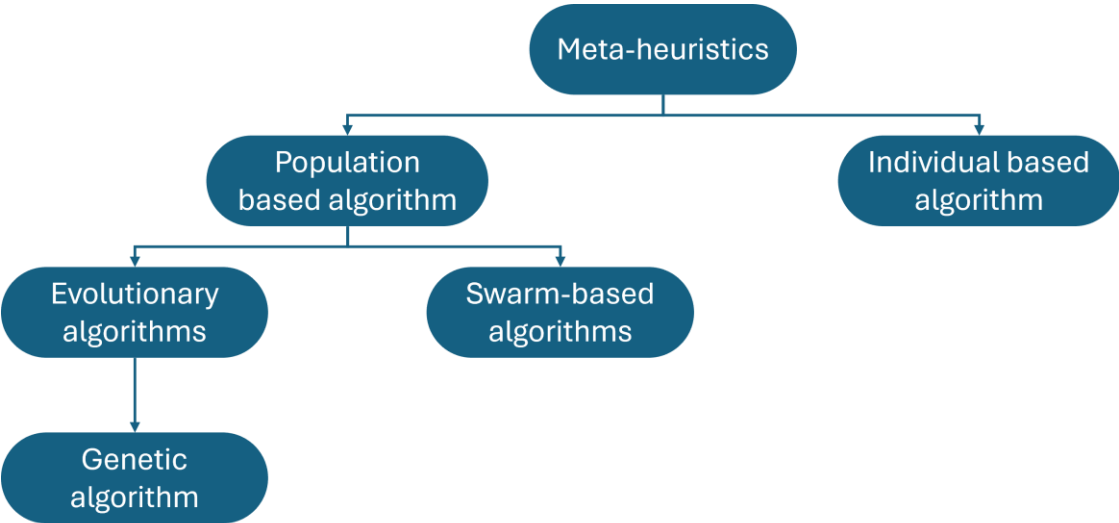 Meta-heuristics
Population
based algorithm
Individual based
algorithm
Evolutionary
algorithms
Swarm-based
algorithms
Genetic
algorithm